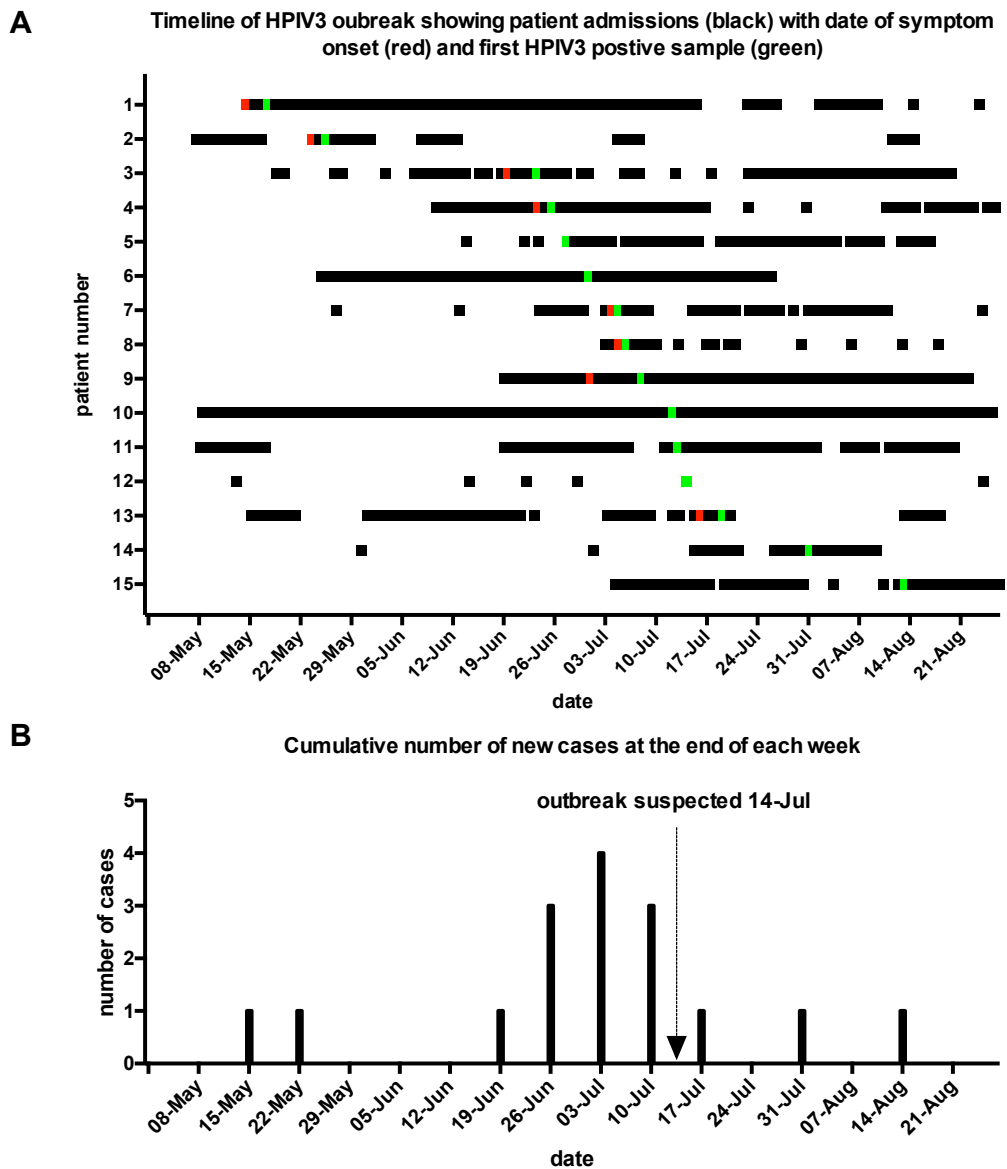 A
Timeline of HPIV3 oubreak showing patient admissions (black) with date of symptom
onset (red) and first HPIV3 postive sample (green)
patient number
1
2
3
4
5
6
7
8
9
10
11
12
13
14
15
08-May
15-May
22-May
29-May
05-Jun
12-Jun
19-Jun
26-Jun
03-Jul
10-Jul
17-Jul
24-Jul
31-Jul
07-Aug
14-Aug
21-Aug
date
B
Cumulative number of new cases at the end of each week
outbreak suspected 14-Jul
number of cases
5
4
3
2
1
0
08-May
15-May
22-May
29-May
05-Jun
12-Jun
19-Jun
26-Jun
03-Jul
10-Jul
17-Jul
24-Jul
31-Jul
07-Aug
14-Aug
21-Aug
date